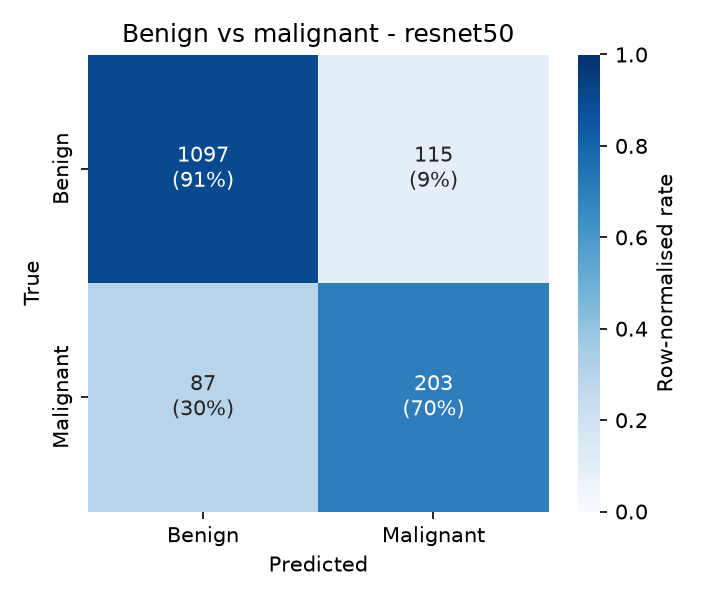 Benign vs malignant - resnet50
1.0
0.8
0.6
0.4
0.2
0.0
Row-normalised rate
True
Benign
Malignant
1097
(91%)
115
(9%)
87
(30%)
203
(70%)
Benign
Malignant
Predicted